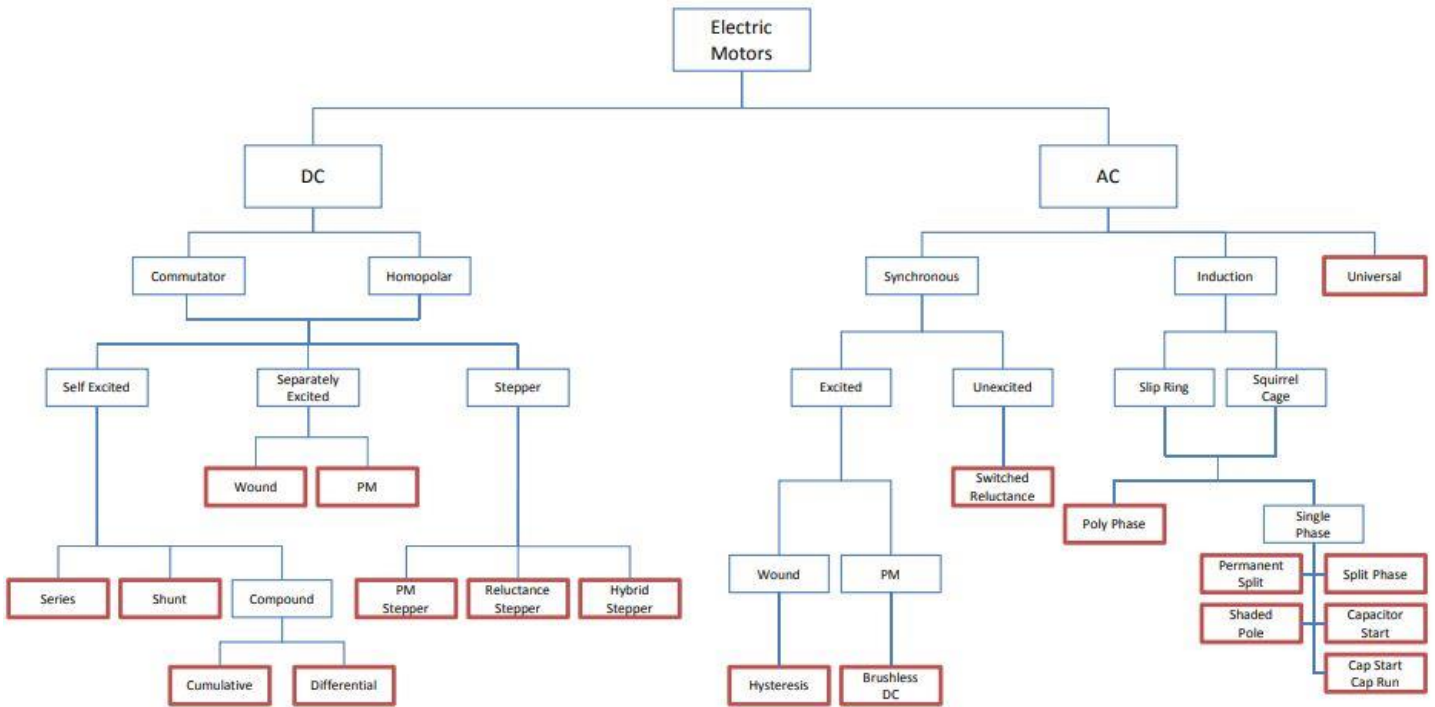 Electric
Motors
DC
AC
Commutator
Homopolar
Synchronous
Induction
Universal
Self Excited
Separately
Excited
Stepper
Excited
Unexcited
Slip Ring
Squirrel
Cage
Wound
PM
Switched
Reluctance
Poly Phase
Single
Phase
Series
Shunt
Compound
PM
Stepper
Reluctance
Stepper
Hybrid
Stepper
Wound
PM
Permanent
Split
Split Phase
Shaded
Pole
Capacitor
Start
Cumulative
Differential
Hysteresis
Brushless
DC
Cap Start
Cap Run